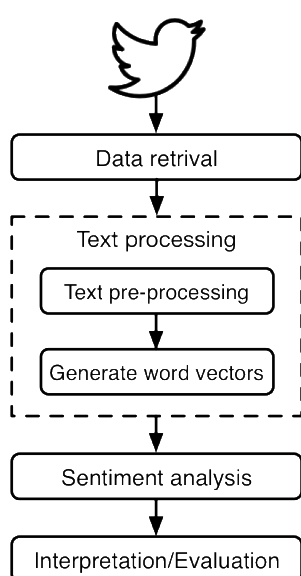 Data retrival
Text processing
Text pre-processing
Generate word vectors
Sentiment analysis
Interpretation/Evaluation